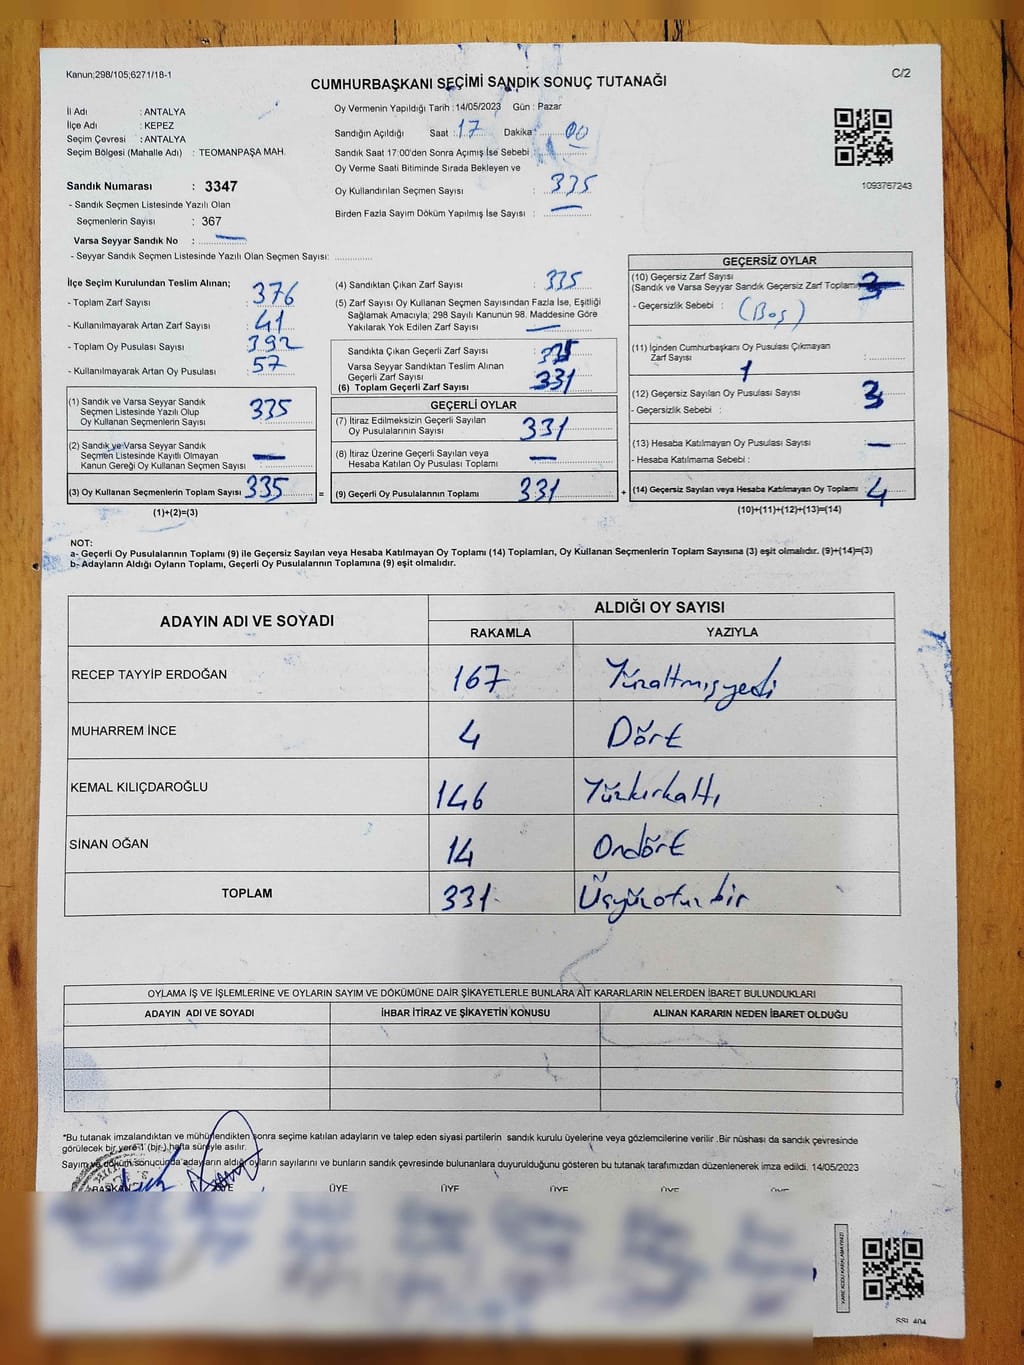 Kanun;298/105;6271/18-1
C/2
CUMHURBAŞKANI SEÇİMİ SANDIK SONUÇ TUTANAĞI
İl Adı : ANTALYA
İlçe Adı : KEPEZ
Seçim Çevresi : ANTALYA
Seçim Bölgesi (Mahalle Adı) : TEOMANPAŞA MAH.
Sandık Numarası : 3347
- Sandık Seçmen Listesinde Yazılı Olan
Seçmenlerin Sayısı : 367
Varsa Seyyar Sandık No :
- Seyyar Sandık Seçmen Listesinde Yazılı Olan Seçmen Sayısı:
Oy Vermenin Yapıldığı Tarih : 14/05/2023 Gün : Pazar
Sandığın Açıldığı Saat : 17 Dakika : 00
Sandık Saat 17:00'den Sonra Açımış İse Sebebi :
Oy Verme Saati Bitiminde Sırada Bekleyen ve
Oy Kullandırılan Seçmen Sayısı : 335
Birden Fazla Sayım Döküm Yapılmış İse Sayısı :
1093767243
İlçe Seçim Kurulundan Teslim Alınan;
- Toplam Zarf Sayısı : 376
- Kullanılmayarak Artan Zarf Sayısı : 41
- Toplam Oy Pusulası Sayısı : 392
- Kullanılmayarak Artan Oy Pusulası : 57
(1) Sandık ve Varsa Seyyar Sandık
Seçmen Listesinde Yazılı Olup
Oy Kullanan Seçmenlerin Sayısı 335
(2) Sandık ve Varsa Seyyar Sandık
Seçmen Listesinde Kayıtlı Olmayan
Kanun Gereği Oy Kullanan Seçmen Sayısı
(3) Oy Kullanan Seçmenlerin Toplam Sayısı 335 =
(1)+(2)=(3)
(4) Sandıktan Çıkan Zarf Sayısı : 335
(5) Zarf Sayısı Oy Kullanan Seçmen Sayısından Fazla İse, Eşitliği
Sağlamak Amacıyla; 298 Sayılı Kanunun 98. Maddesine Göre
Yakılarak Yok Edilen Zarf Sayısı :
Sandıkta Çıkan Geçerli Zarf Sayısı :
Varsa Seyyar Sandıktan Teslim Alınan
Geçerli Zarf Sayısı :
(6) Toplam Geçerli Zarf Sayısı : 331
GEÇERLİ OYLAR
(7) İtiraz Edilmeksizin Geçerli Sayılan
Oy Pusulalarının Sayısı : 331
(8) İtiraz Üzerine Geçerli Sayılan veya
Hesaba Katılan Oy Pusulası Toplamı :
(9) Geçerli Oy Pusulalarının Toplamı : 331 +
GEÇERSİZ OYLAR
(10) Geçersiz Zarf Sayısı
(Sandık ve Varsa Seyyar Sandık Geçersiz Zarf Toplamı)
- Geçersizlik Sebebi : (Boş)
(11) İçinden Cumhurbaşkanı Oy Pusulası Çıkmayan
Zarf Sayısı :
1
(12) Geçersiz Sayılan Oy Pusulası Sayısı : 3
- Geçersizlik Sebebi :
(13) Hesaba Katılmayan Oy Pusulası Sayısı :
- Hesaba Katılmama Sebebi :
(14) Geçersiz Sayılan veya Hesaba Katılmayan Oy Toplamı : 4
(10)+(11)+(12)+(13)=(14)
NOT:
a- Geçerli Oy Pusulalarının Toplamı (9) ile Geçersiz Sayılan veya Hesaba Katılmayan Oy Toplamı (14) Toplamları, Oy Kullanan Seçmenlerin Toplam Sayısına (3) eşit olmalıdır. (9)+(14)=(3)
b- Adayların Aldığı Oyların Toplamı, Geçerli Oy Pusulalarının Toplamına (9) eşit olmalıdır.
ADAYIN ADI VE SOYADI ALDIĞI OY SAYISI
RAKAMLA YAZIYLA
RECEP TAYYİP ERDOĞAN 167 Yüzaltmışyedi
MUHARREM İNCE 4 Dört
KEMAL KILIÇDAROĞLU 146 Yüzkırkaltı
SİNAN OĞAN 14 Ondört
TOPLAM 331 Üçyüzotuzbir
OYLAMA İŞ VE İŞLEMLERİNE VE OYLARIN SAYIM VE DÖKÜMÜNE DAİR ŞİKAYETLERLE BUNLARA AİT KARARLARIN NELERDEN İBARET BULUNDUKLARI
ADAYIN ADI VE SOYADI İHBAR İTİRAZ VE ŞİKAYETİN KONUSU ALINAN KARARIN NEDEN İBARET OLDUĞU
*Bu tutanak imzalandıktan ve mühürlendikten sonra seçime katılan adayların ve talep eden siyasi partilerin sandık kurulu üyelerine veya gözlemcilerine verilir .Bir nüshası da sandık çevresinde
görülecek bir yere 1 (bir) hafta süreyle asılır.
Sayım ve döküm sonucunda adayların aldığı oyların sayılarını ve bunların sandık çevresinde bulunanlara duyurulduğunu gösteren bu tutanak tarafımızdan düzenlenerek imza edildi. 14/05/2023
BAŞKAN ÜYE ÜYE ÜYE ÜYE ÜYE ÜYE